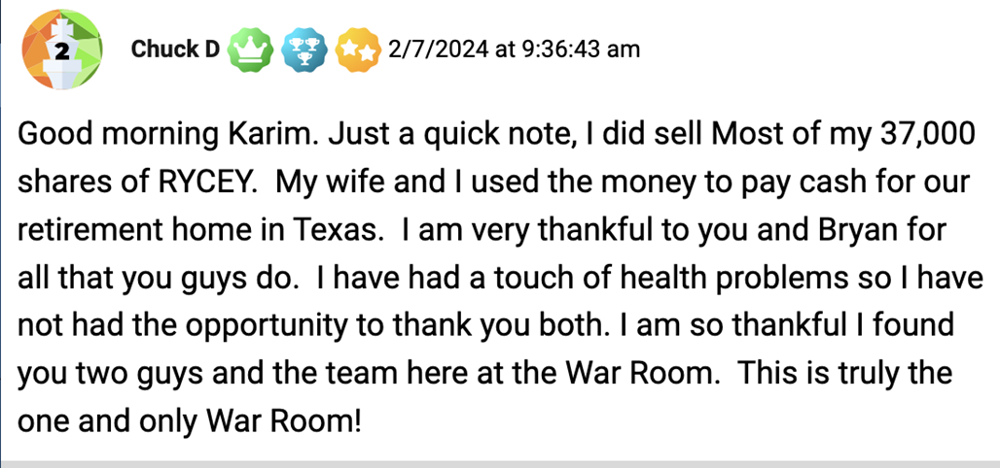 2
Chuck D 2/7/2024 at 9:36:43 am
Good morning Karim. Just a quick note, I did sell Most of my 37,000
shares of RYCEY.  My wife and I used the money to pay cash for our
retirement home in Texas.  I am very thankful to you and Bryan for
all that you guys do.  I have had a touch of health problems so I have
not had the opportunity to thank you both. I am so thankful I found
you two guys and the team here at the War Room.  This is truly the
one and only War Room!